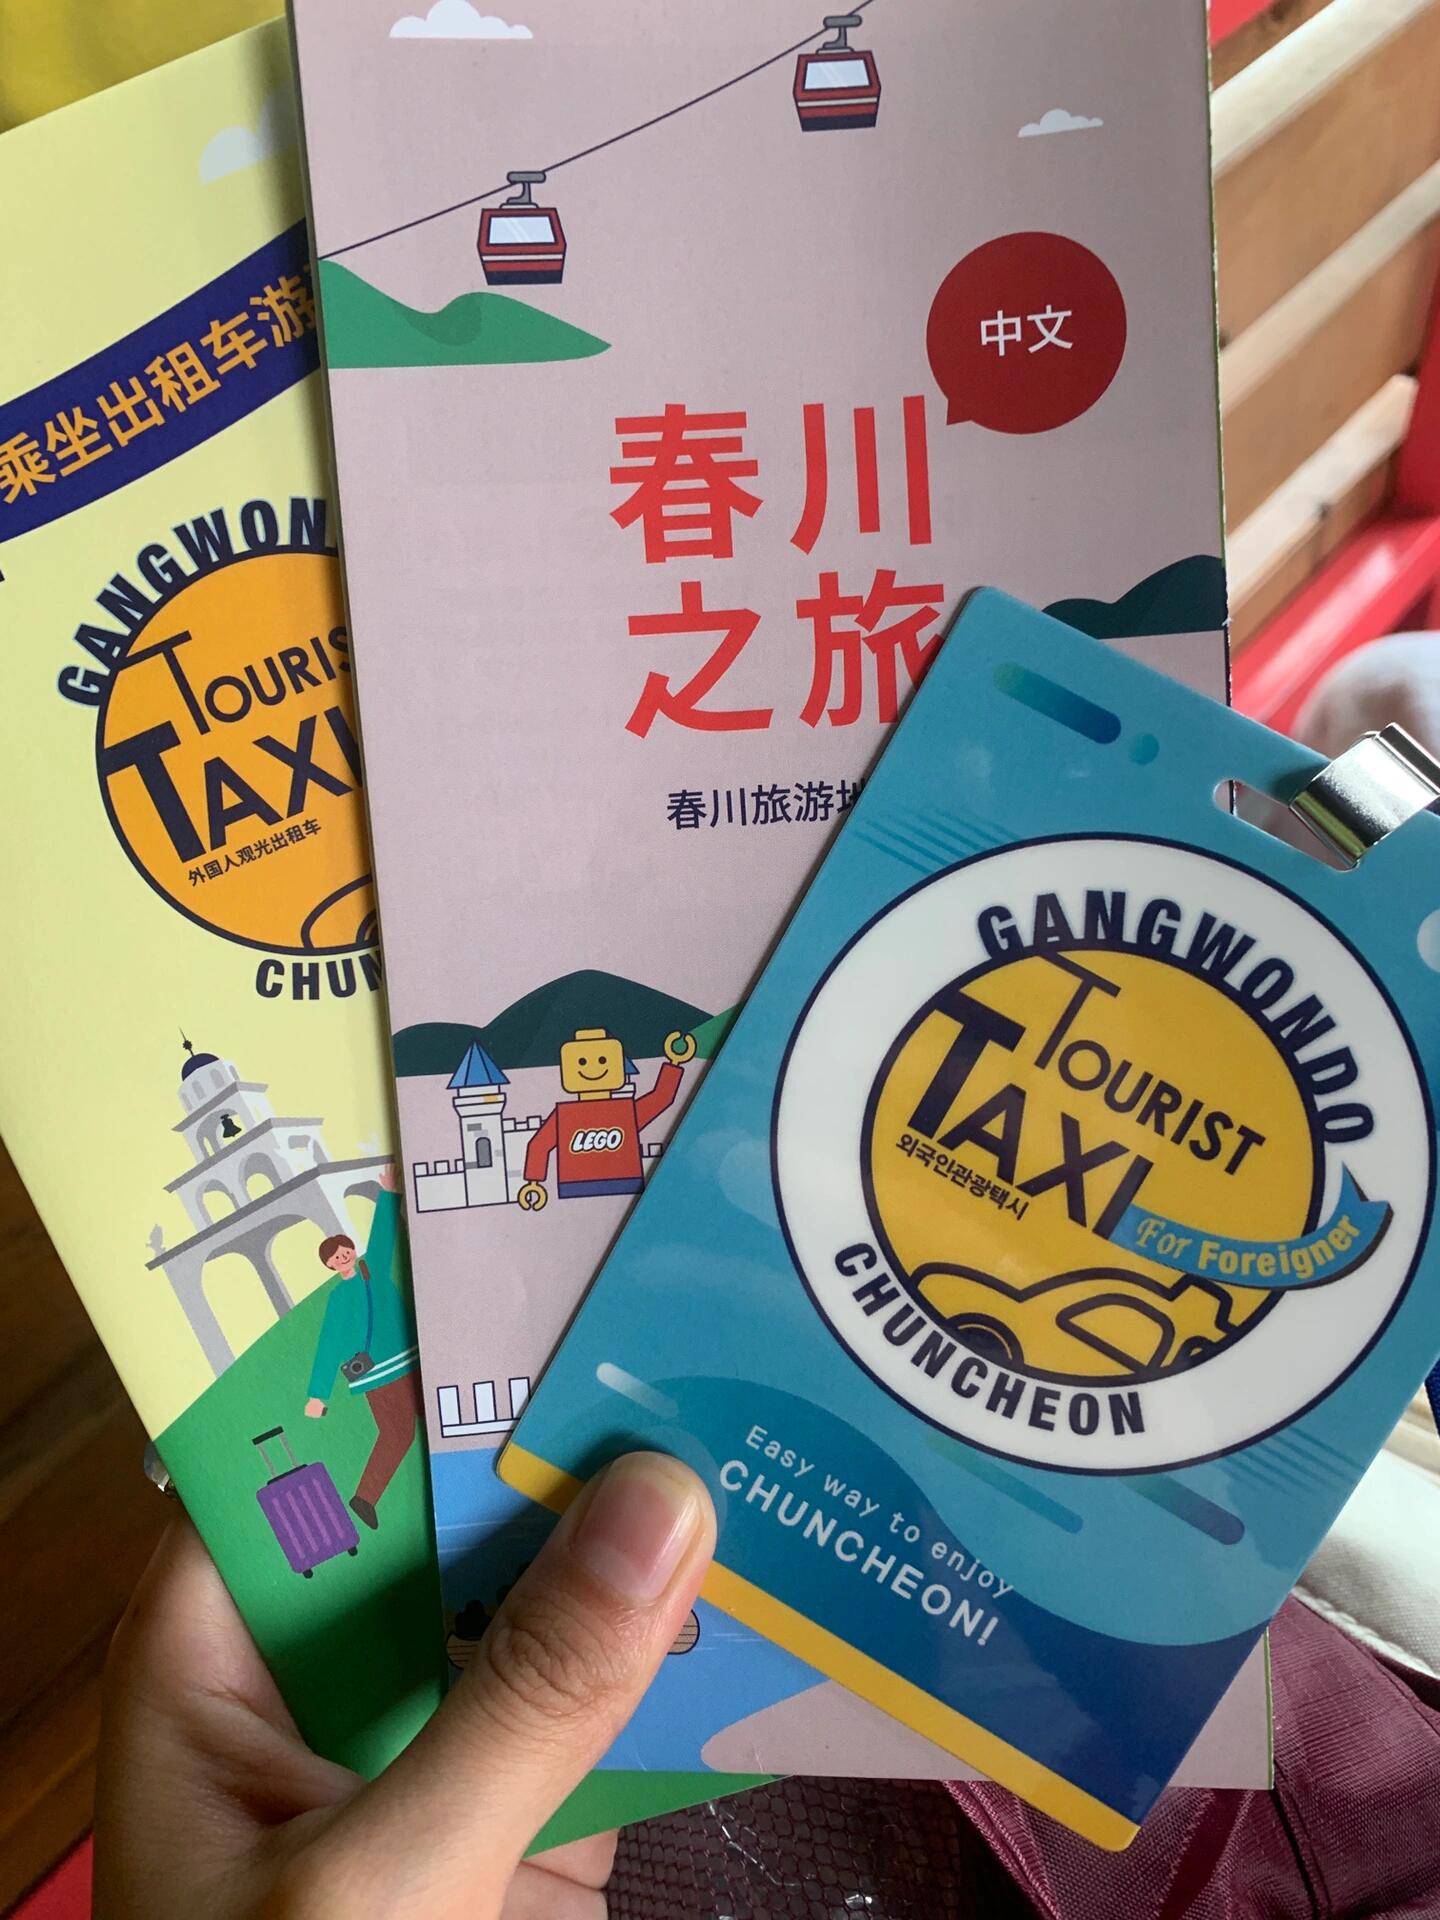 乘坐出租车游
GANGWON
TOURIS
TAXI
外国人观光出租车
CHUN
中文
春川
之旅
春川旅游地
LEGO
GANGWONDO
TOURIST
TAXI
외국인관광택시
For Foreigner
CHUNCHEON
Easy way to enjoy
CHUNCHEON!